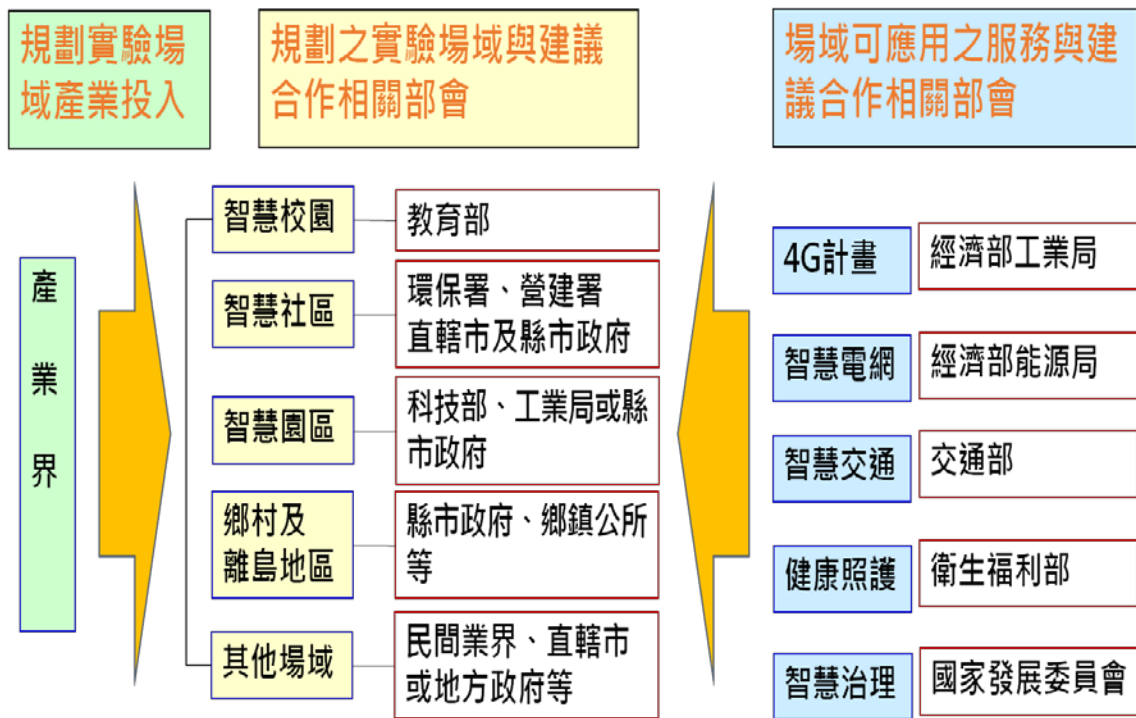 規劃實驗場
域產業投入
規劃之實驗場域與建議
合作相關部會
場域可應用之服務與建
議合作相關部會
產
業
界
智慧校園
教育部
智慧社區
環保署、營建署
直轄市及縣市政府
智慧園區
科技部、工業局或縣
市政府
鄉村及
離島地區
縣市政府、鄉鎮公所
等
其他場域
民間業界、直轄市
或地方政府等
4G計畫
經濟部工業局
智慧電網
經濟部能源局
智慧交通
交通部
健康照護
衛生福利部
智慧治理
國家發展委員會